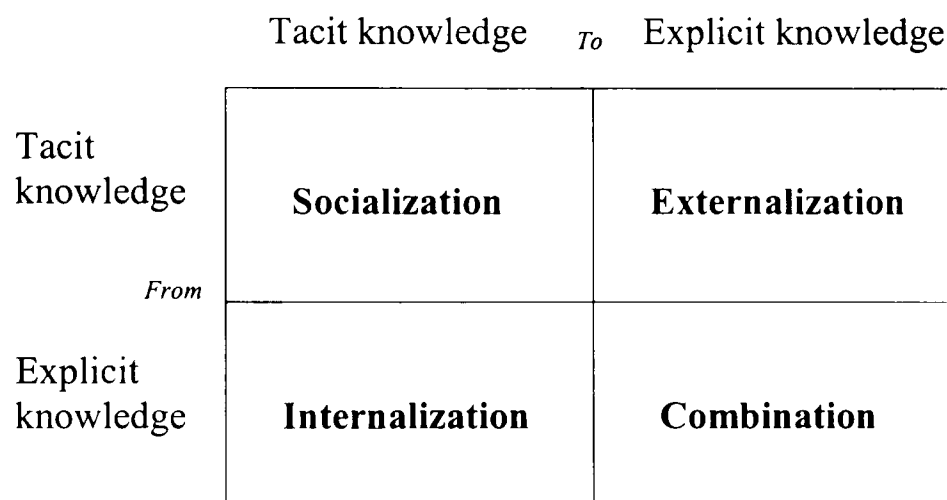 Tacit knowledge To Explicit knowledge
Tacit
knowledge
Socialization Externalization
From
Explicit
knowledge
Internalization Combination